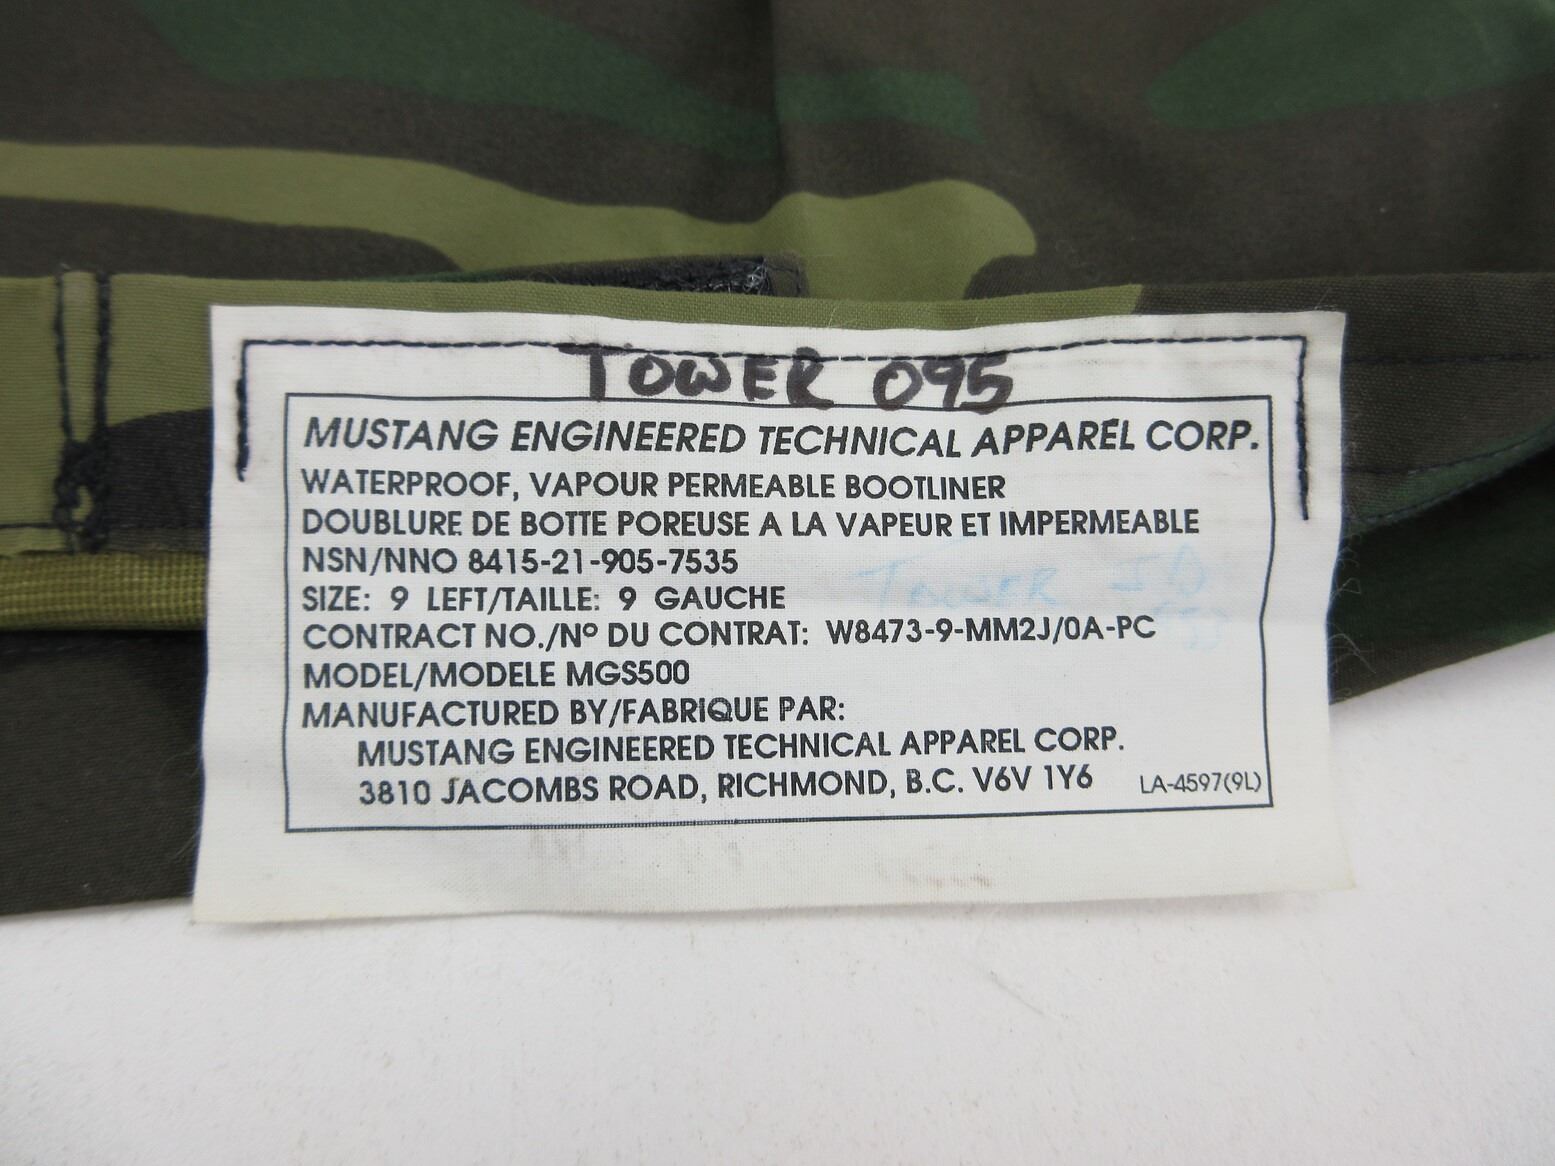 TOWER 095
MUSTANG ENGINEERED TECHNICAL APPAREL CORP.
WATERPROOF, VAPOUR PERMEABLE BOOTLINER
DOUBLURE DE BOTTE POREUSE A LA VAPEUR ET IMPERMEABLE
NSN/NNO 8415-21-905-7535
TOWER
SIZE: 9 LEFT/TAILLE: 9 GAUCHE
CONTRACT NO./Nº DU CONTRAT: W8473-9-MM2J/0A-PC
MODEL/MODELE MGS500
MANUFACTURED BY/FABRIQUE PAR:
MUSTANG ENGINEERED TECHNICAL APPAREL CORP.
3810 JACOMBS ROAD, RICHMOND, B.C. V6V 1Y6 LA-4597(9L)